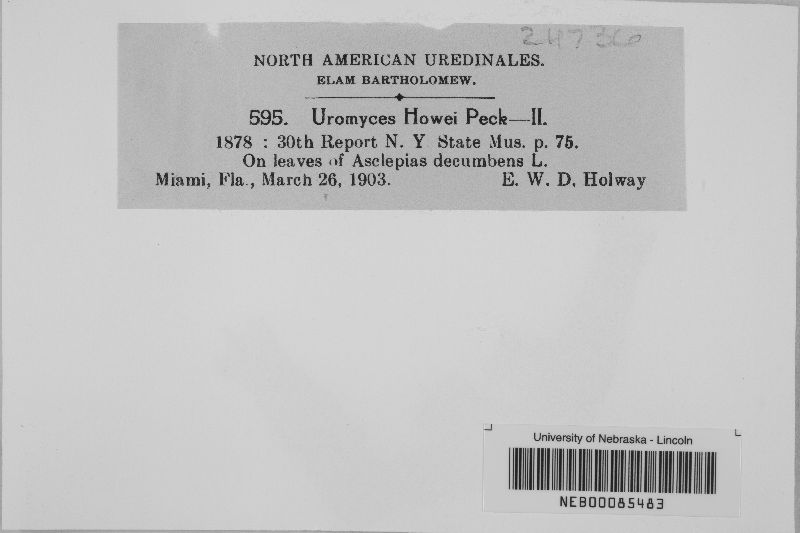 247360
NORTH AMERICAN UREDINALES.
ELAM BARTHOLOMEW.
595. Uromyces Howei Peck—II.
1878 : 30th Report N. Y State Mus. p. 75.
On leaves of Asclepias decumbens L.
Miami, Fla., March 26, 1903. E. W. D. Holway
University of Nebraska - Lincoln
NEB00085483